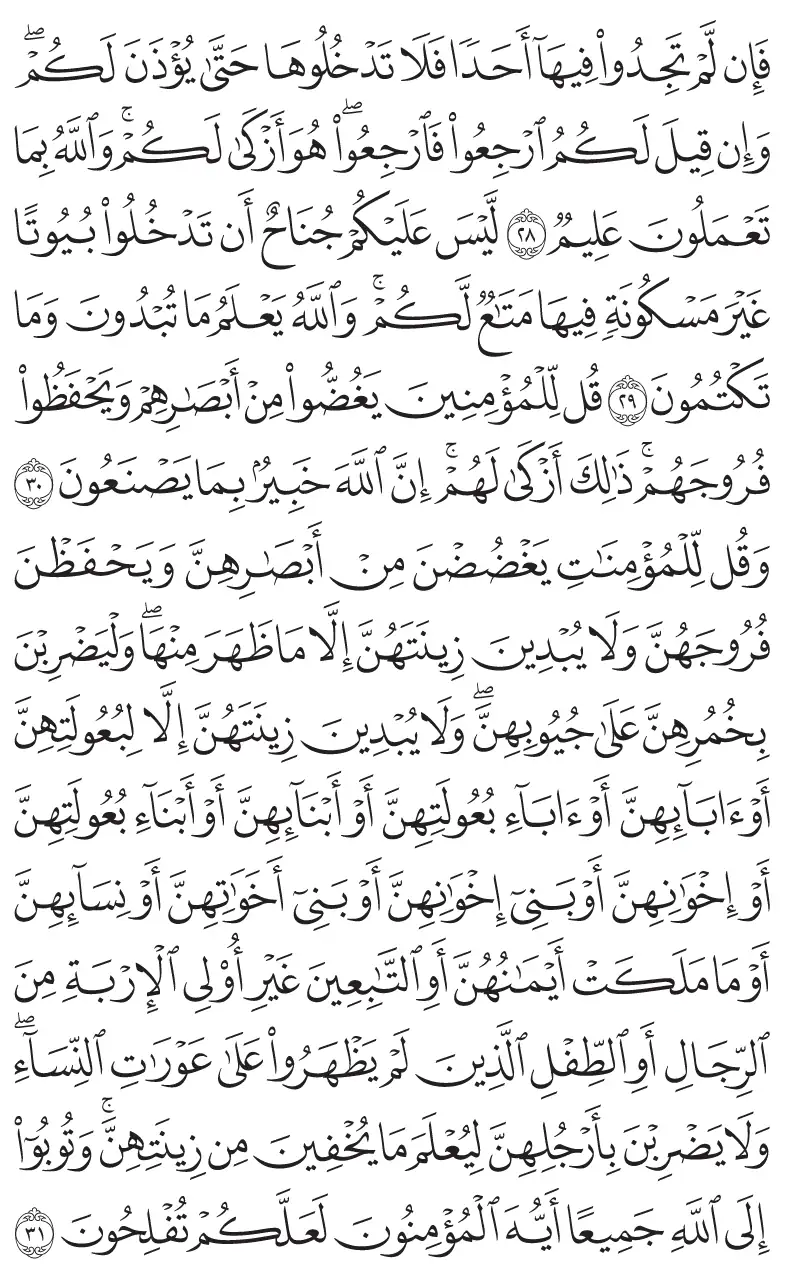 فَإِن لَّمْ تَجِدُوا۟ فِيهَآ أَحَدًا فَلَا تَدْخُلُوهَا حَتَّىٰ يُؤْذَنَ لَكُمْ ۖ
وَإِن قِيلَ لَكُمُ ٱرْجِعُوا۟ فَٱرْجِعُوا۟ ۖ هُوَ أَزْكَىٰ لَكُمْ ۚ وَٱللَّهُ بِمَا
تَعْمَلُونَ عَلِيمٌ ٢٨ لَّيْسَ عَلَيْكُمْ جُنَاحٌ أَن تَدْخُلُوا۟ بُيُوتًا
غَيْرَ مَسْكُونَةٍ فِيهَا مَتَـٰعٌ لَّكُمْ ۚ وَٱللَّهُ يَعْلَمُ مَا تُبْدُونَ وَمَا
تَكْتُمُونَ ٢٩ قُل لِّلْمُؤْمِنِينَ يَغُضُّوا۟ مِنْ أَبْصَـٰرِهِمْ وَيَحْفَظُوا۟
فُرُوجَهُمْ ۚ ذَٰلِكَ أَزْكَىٰ لَهُمْ ۚ إِنَّ ٱللَّهَ خَبِيرٌۢ بِمَا يَصْنَعُونَ ٣٠
وَقُل لِّلْمُؤْمِنَـٰتِ يَغْضُضْنَ مِنْ أَبْصَـٰرِهِنَّ وَيَحْفَظْنَ
فُرُوجَهُنَّ وَلَا يُبْدِينَ زِينَتَهُنَّ إِلَّا مَا ظَهَرَ مِنْهَا ۖ وَلْيَضْرِبْنَ
بِخُمُرِهِنَّ عَلَىٰ جُيُوبِهِنَّ ۖ وَلَا يُبْدِينَ زِينَتَهُنَّ إِلَّا لِبُعُولَتِهِنَّ
أَوْ ءَابَآئِهِنَّ أَوْ ءَابَآءِ بُعُولَتِهِنَّ أَوْ أَبْنَآئِهِنَّ أَوْ أَبْنَآءِ بُعُولَتِهِنَّ
أَوْ إِخْوَٰنِهِنَّ أَوْ بَنِىٓ إِخْوَٰنِهِنَّ أَوْ بَنِىٓ أَخَوَٰتِهِنَّ أَوْ نِسَآئِهِنَّ
أَوْ مَا مَلَكَتْ أَيْمَـٰنُهُنَّ أَوِ ٱلتَّـٰبِعِينَ غَيْرِ أُو۟لِى ٱلْإِرْبَةِ مِنَ
ٱلرِّجَالِ أَوِ ٱلطِّفْلِ ٱلَّذِينَ لَمْ يَظْهَرُوا۟ عَلَىٰ عَوْرَٰتِ ٱلنِّسَآءِ ۖ
وَلَا يَضْرِبْنَ بِأَرْجُلِهِنَّ لِيُعْلَمَ مَا يُخْفِينَ مِن زِينَتِهِنَّ ۚ وَتُوبُوٓا۟
إِلَى ٱللَّهِ جَمِيعًا أَيُّهَ ٱلْمُؤْمِنُونَ لَعَلَّكُمْ تُفْلِحُونَ ٣١